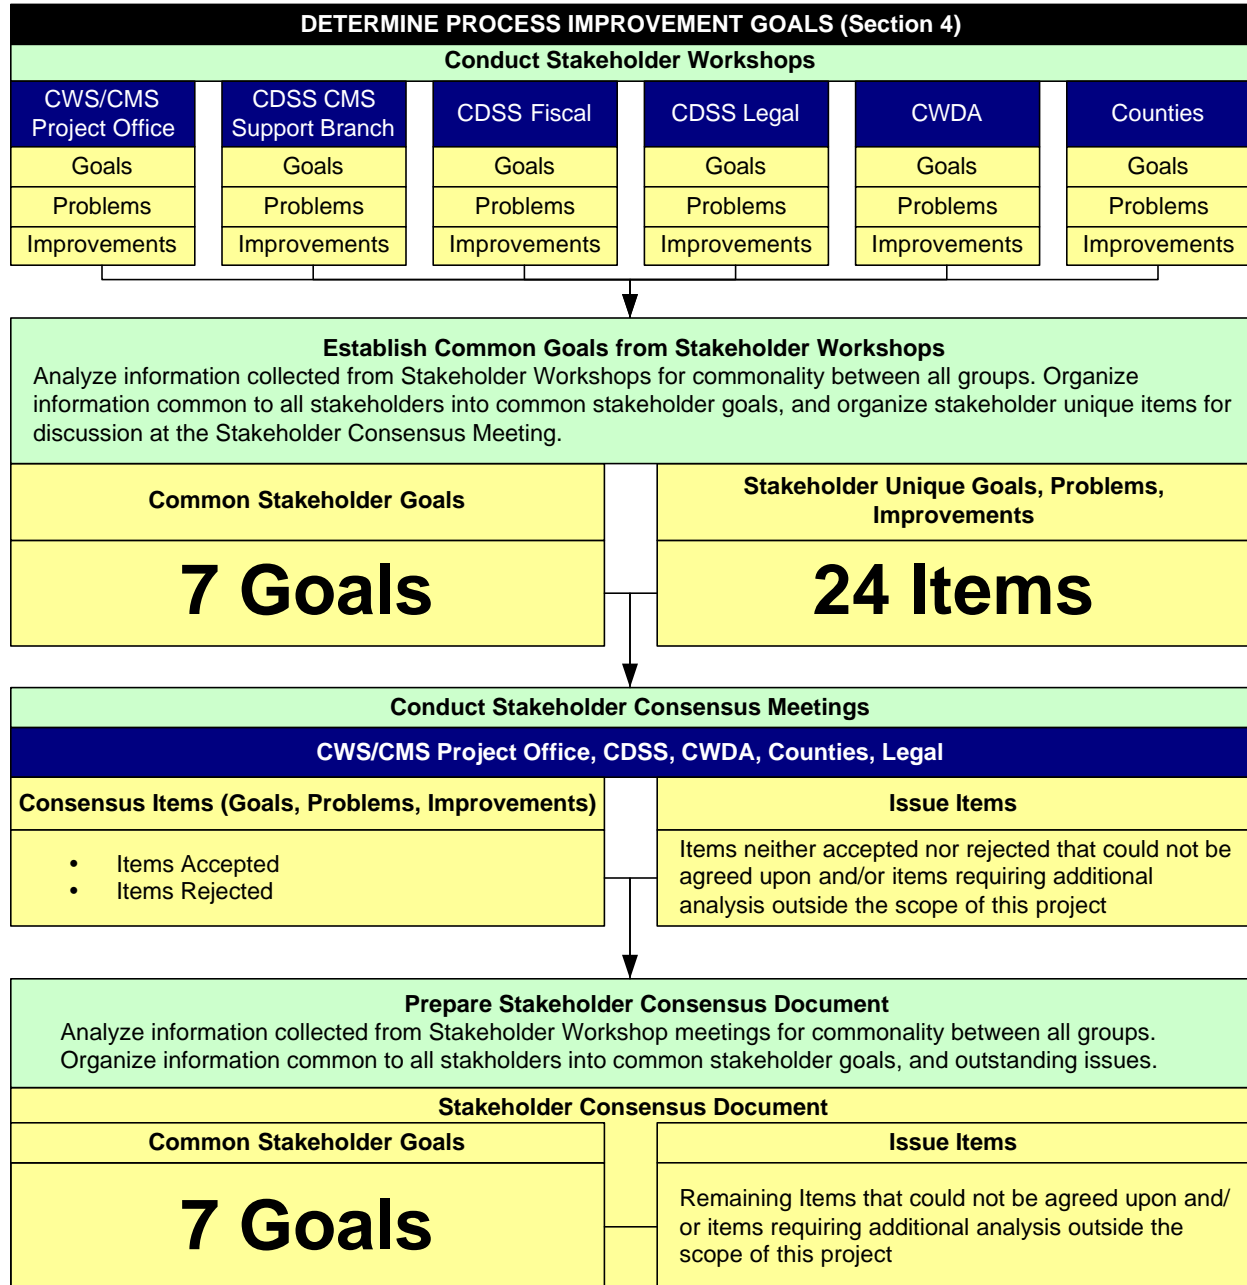 DETERMINE PROCESS IMPROVEMENT GOALS (Section 4)
Conduct Stakeholder Workshops
CWS/CMS
Project Office
Goals
Problems
Improvements
CDSS CMS
Support Branch
Goals
Problems
Improvements
CDSS Fiscal
Goals
Problems
Improvements
CDSS Legal
Goals
Problems
Improvements
CWDA
Goals
Problems
Improvements
Counties
Goals
Problems
Improvements
Establish Common Goals from Stakeholder Workshops
Analyze information collected from Stakeholder Workshops for commonality between all groups. Organize
information common to all stakeholders into common stakeholder goals, and organize stakeholder unique items for
discussion at the Stakeholder Consensus Meeting.
Common Stakeholder Goals
7 Goals
Stakeholder Unique Goals, Problems,
Improvements
24 Items
Conduct Stakeholder Consensus Meetings
CWS/CMS Project Office, CDSS, CWDA, Counties, Legal
Consensus Items (Goals, Problems, Improvements)
• Items Accepted
• Items Rejected
Issue Items
Items neither accepted nor rejected that could not be
agreed upon and/or items requiring additional
analysis outside the scope of this project
Prepare Stakeholder Consensus Document
Analyze information collected from Stakeholder Workshop meetings for commonality between all groups.
Organize information common to all stakholders into common stakeholder goals, and outstanding issues.
Stakeholder Consensus Document
Common Stakeholder Goals
7 Goals
Issue Items
Remaining Items that could not be agreed upon and/
or items requiring additional analysis outside the
scope of this project